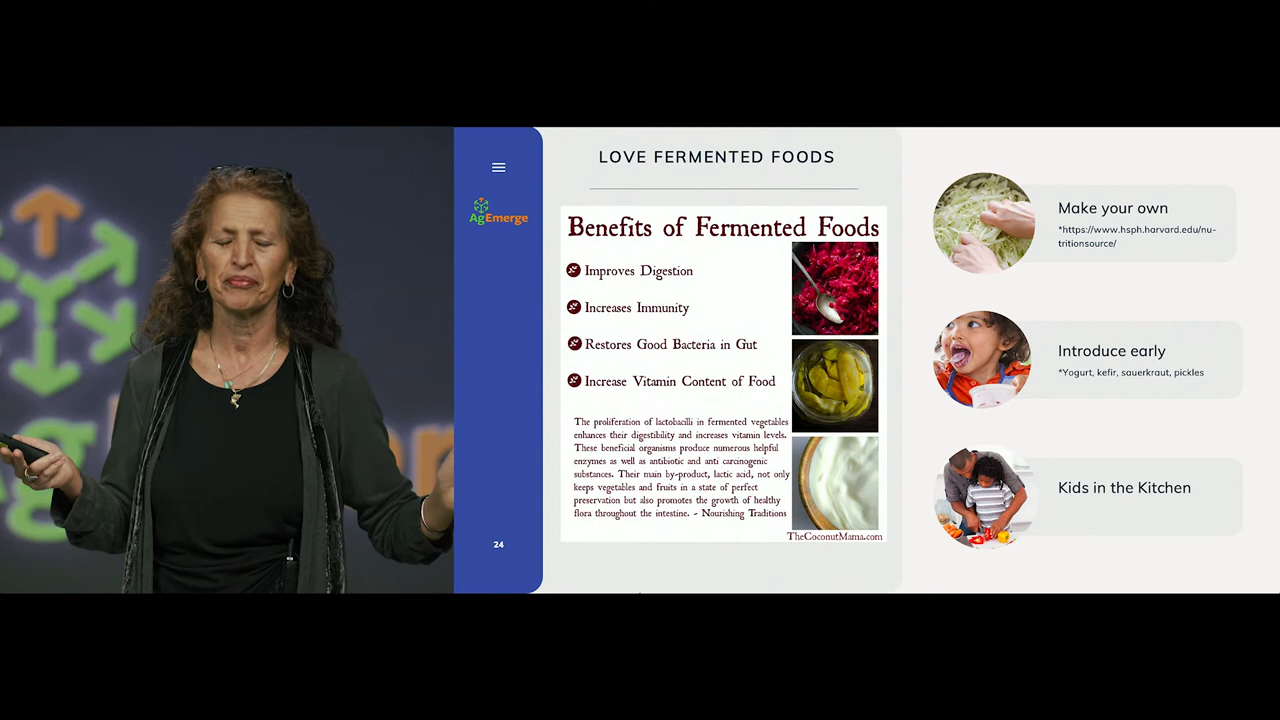 AgEmerge
24
LOVE FERMENTED FOODS
Benefits of Fermented Foods
Improves Digestion
Increases Immunity
Restores Good Bacteria in Gut
Increase Vitamin Content of Food
The proliferation of lactobacilli in fermented vegetables
enhances their digestibility and increases vitamin levels.
These beneficial organisms produce numerous helpful
enzymes as well as antibiotic and anti carcinogenic
substances. Their main by-product, lactic acid, not only
keeps vegetables and fruits in a state of perfect
preservation but also promotes the growth of healthy
flora throughout the intestine. - Nourishing Traditions
TheCoconutMama.com
Make your own
*https://www.hsph.harvard.edu/nu-
tritionsource/
Introduce early
*Yogurt, kefir, sauerkraut, pickles
Kids in the Kitchen